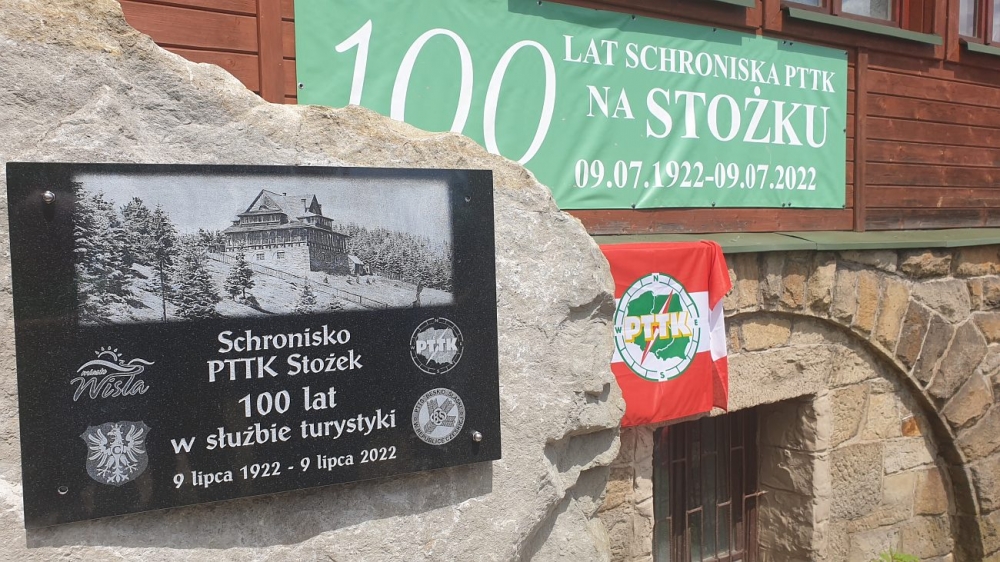 100
LAT SCHRONISKA PTTK
NA STOŻKU
09.07.1922-09.07.2022
N
W E
S
PTTK
Schronisko
PTTK Stożek
100 lat
w służbie turystyki
9 lipca 1922 - 9 lipca 2022
miasto
Wisła
PTTK